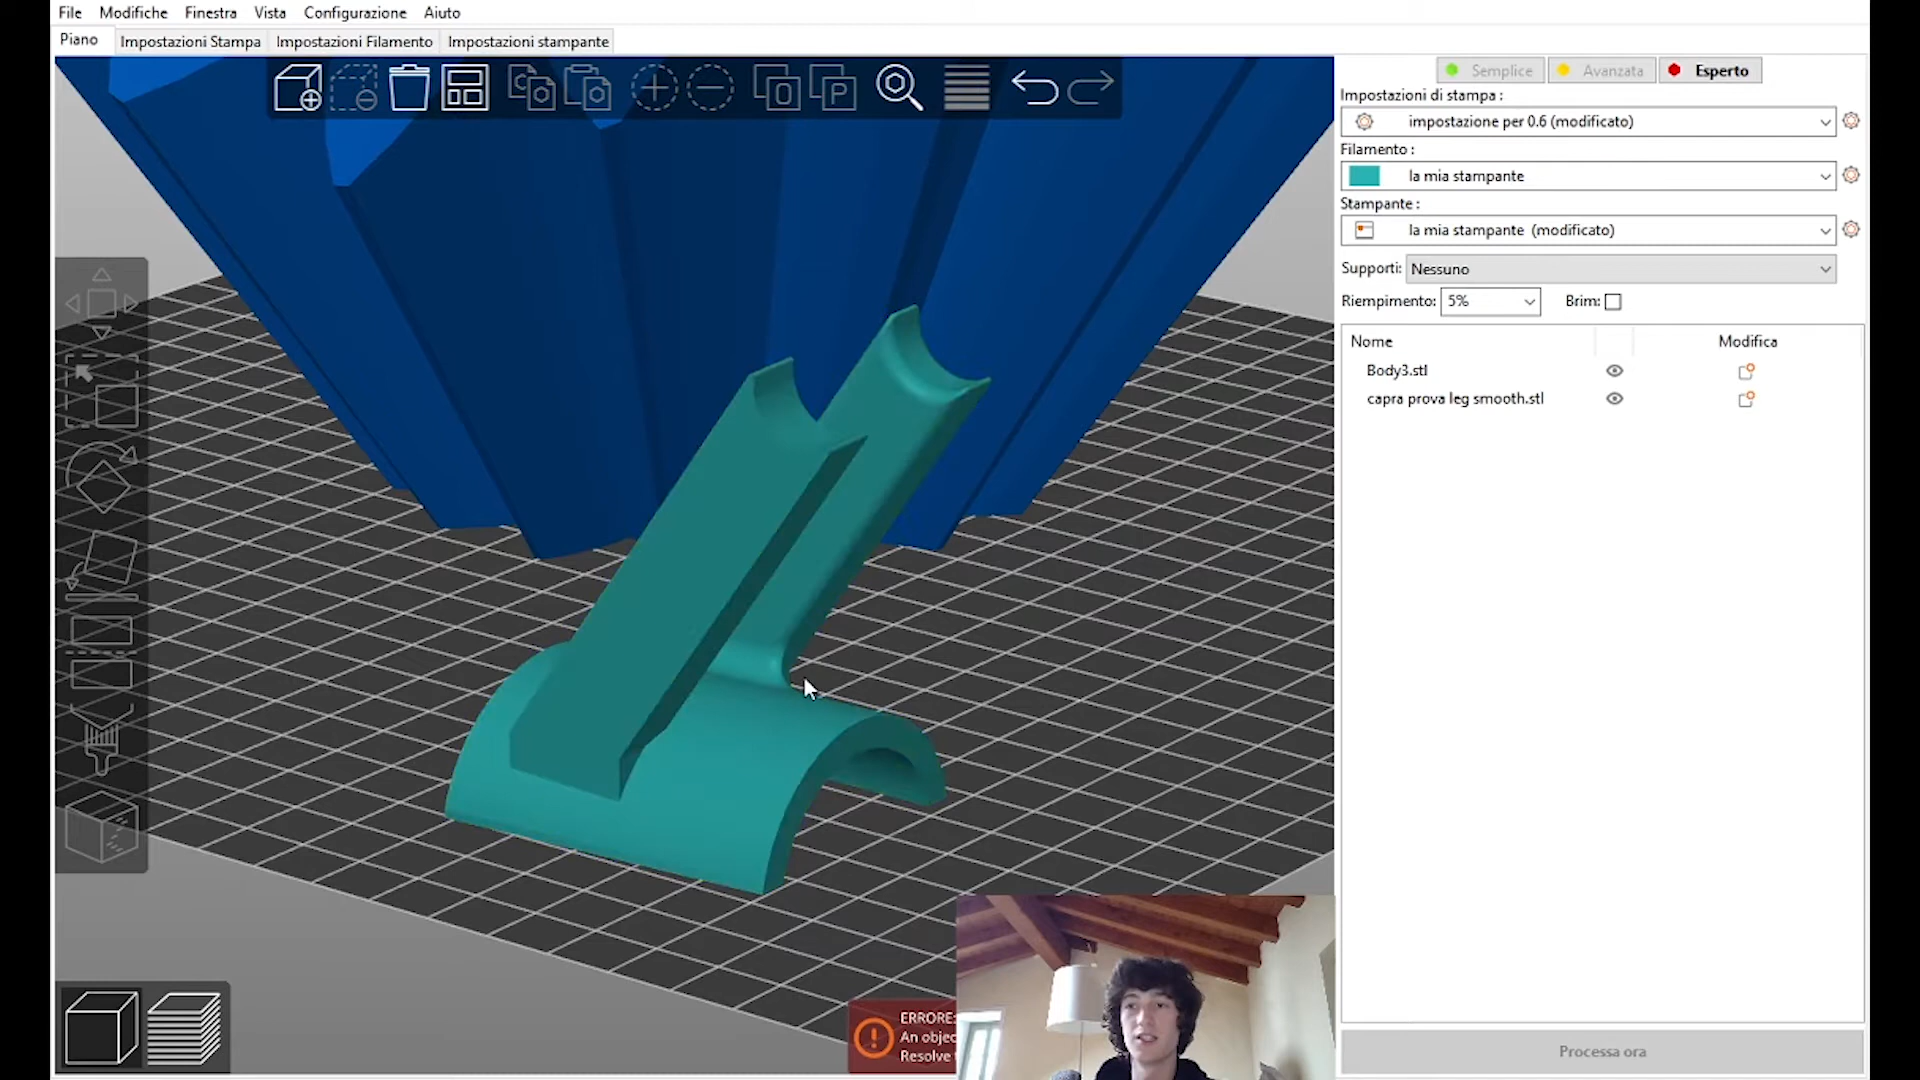 File Modifiche Finestra Vista Configurazione Aiuto
Piano Impostazioni Stampa Impostazioni Filamento Impostazioni stampante
Semplice Avanzata Esperto
Impostazioni di stampa :
impostazione per 0.6 (modificato)
Filamento :
la mia stampante
Stampante :
la mia stampante (modificato)
Supporti: Nessuno
Riempimento: 5% Brim:
Nome Modifica
Body3.stl
capra prova leg smooth.stl
ERRORE:
An objec
Resolve
Processa ora